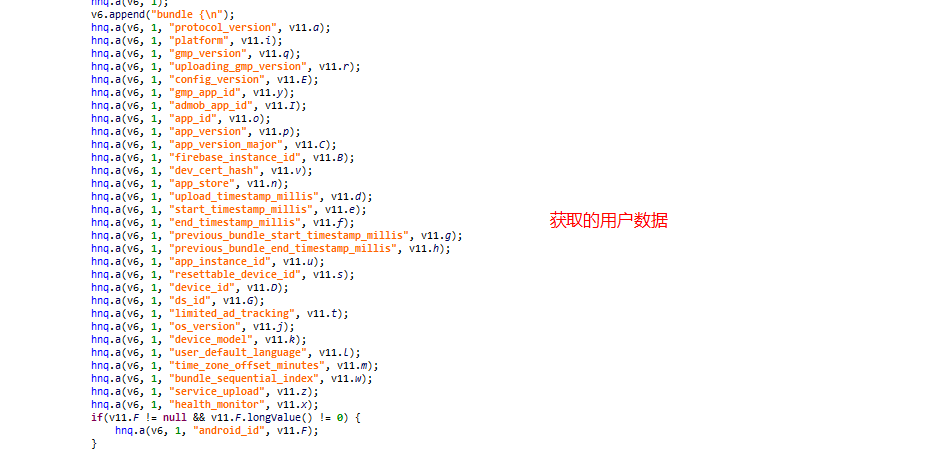 hnq.a(v6, 1);
v6.append("bundle {\n");
hnq.a(v6, 1, "protocol_version", v11.a);
hnq.a(v6, 1, "platform", v11.i);
hnq.a(v6, 1, "gmp_version", v11.q);
hnq.a(v6, 1, "uploading_gmp_version", v11.r);
hnq.a(v6, 1, "config_version", v11.E);
hnq.a(v6, 1, "gmp_app_id", v11.y);
hnq.a(v6, 1, "admob_app_id", v11.I);
hnq.a(v6, 1, "app_id", v11.o);
hnq.a(v6, 1, "app_version", v11.p);
hnq.a(v6, 1, "app_version_major", v11.C);
hnq.a(v6, 1, "firebase_instance_id", v11.B);
hnq.a(v6, 1, "dev_cert_hash", v11.v);
hnq.a(v6, 1, "app_store", v11.n);
hnq.a(v6, 1, "upload_timestamp_millis", v11.d);
hnq.a(v6, 1, "start_timestamp_millis", v11.e);
hnq.a(v6, 1, "end_timestamp_millis", v11.f);
hnq.a(v6, 1, "previous_bundle_start_timestamp_millis", v11.g);
hnq.a(v6, 1, "previous_bundle_end_timestamp_millis", v11.h);
hnq.a(v6, 1, "app_instance_id", v11.u);
hnq.a(v6, 1, "resettable_device_id", v11.s);
hnq.a(v6, 1, "device_id", v11.D);
hnq.a(v6, 1, "ds_id", v11.G);
hnq.a(v6, 1, "limited_ad_tracking", v11.t);
hnq.a(v6, 1, "os_version", v11.j);
hnq.a(v6, 1, "device_model", v11.k);
hnq.a(v6, 1, "user_default_language", v11.l);
hnq.a(v6, 1, "time_zone_offset_minutes", v11.m);
hnq.a(v6, 1, "bundle_sequential_index", v11.w);
hnq.a(v6, 1, "service_upload", v11.z);
hnq.a(v6, 1, "health_monitor", v11.x);
if(v11.F != null && v11.F.longValue() != 0) {
hnq.a(v6, 1, "android_id", v11.F);
}
获取的用户数据